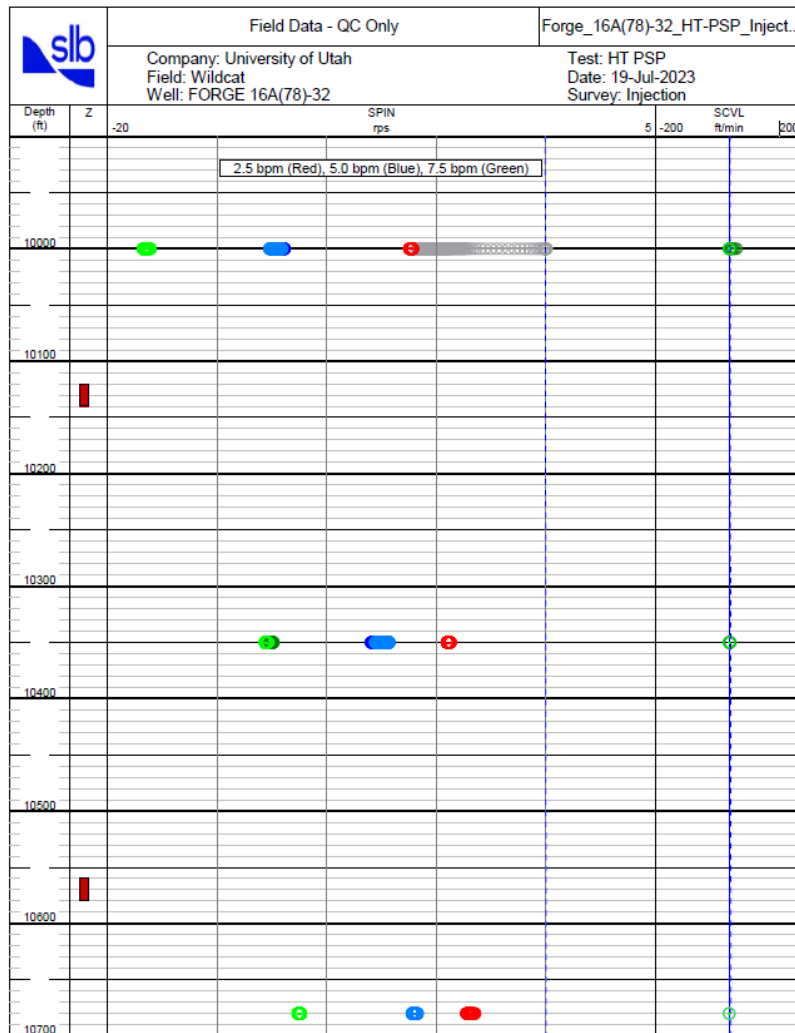 slb
Field Data - QC Only
Forge_16A(78)-32_HT-PSP_Inject..
Company: University of Utah
Field: Wildcat
Well: FORGE 16A(78)-32
Test: HT PSP
Date: 19-Jul-2023
Survey: Injection
Depth (ft)
Z
SPIN
-20 rps 5
SCVL
-200 ft/min 200
2.5 bpm (Red), 5.0 bpm (Blue), 7.5 bpm (Green)
10000
10100
10200
10300
10400
10500
10600
10700